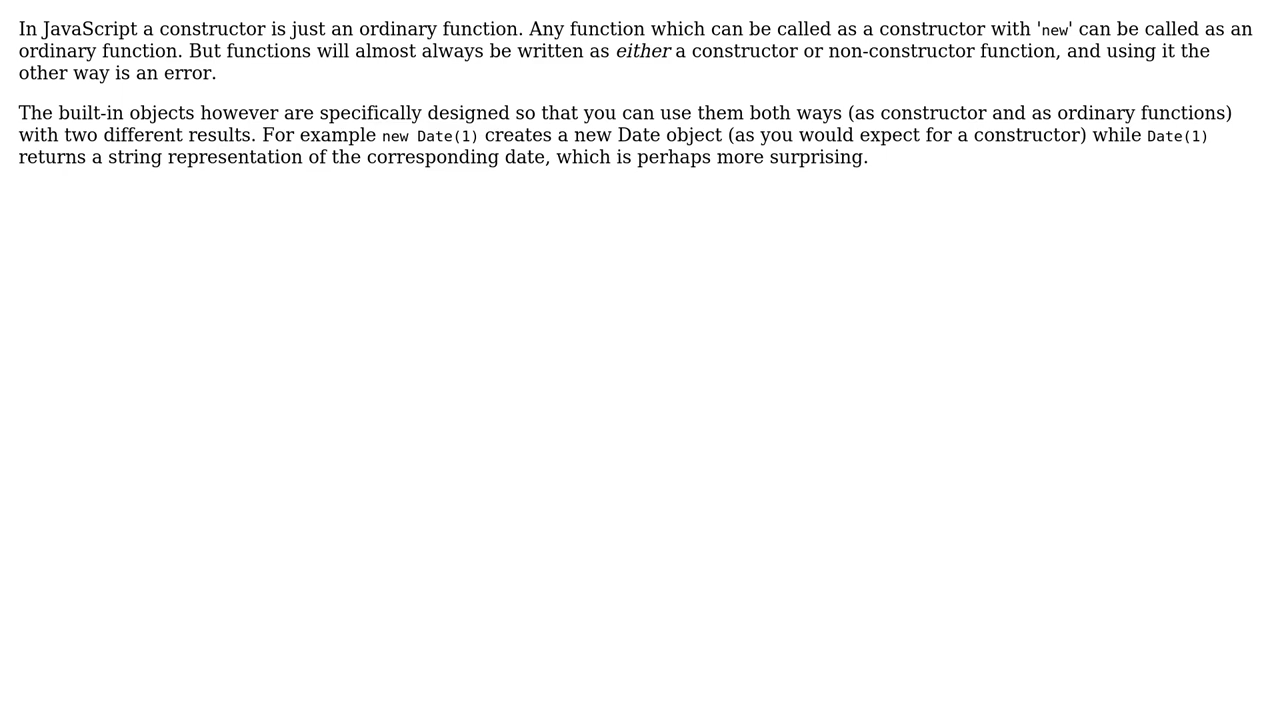 In JavaScript a constructor is just an ordinary function. Any function which can be called as a constructor with 'new' can be called as an
ordinary function. But functions will almost always be written as either a constructor or non-constructor function, and using it the
other way is an error.
The built-in objects however are specifically designed so that you can use them both ways (as constructor and as ordinary functions)
with two different results. For example new Date(1) creates a new Date object (as you would expect for a constructor) while Date(1)
returns a string representation of the corresponding date, which is perhaps more surprising.